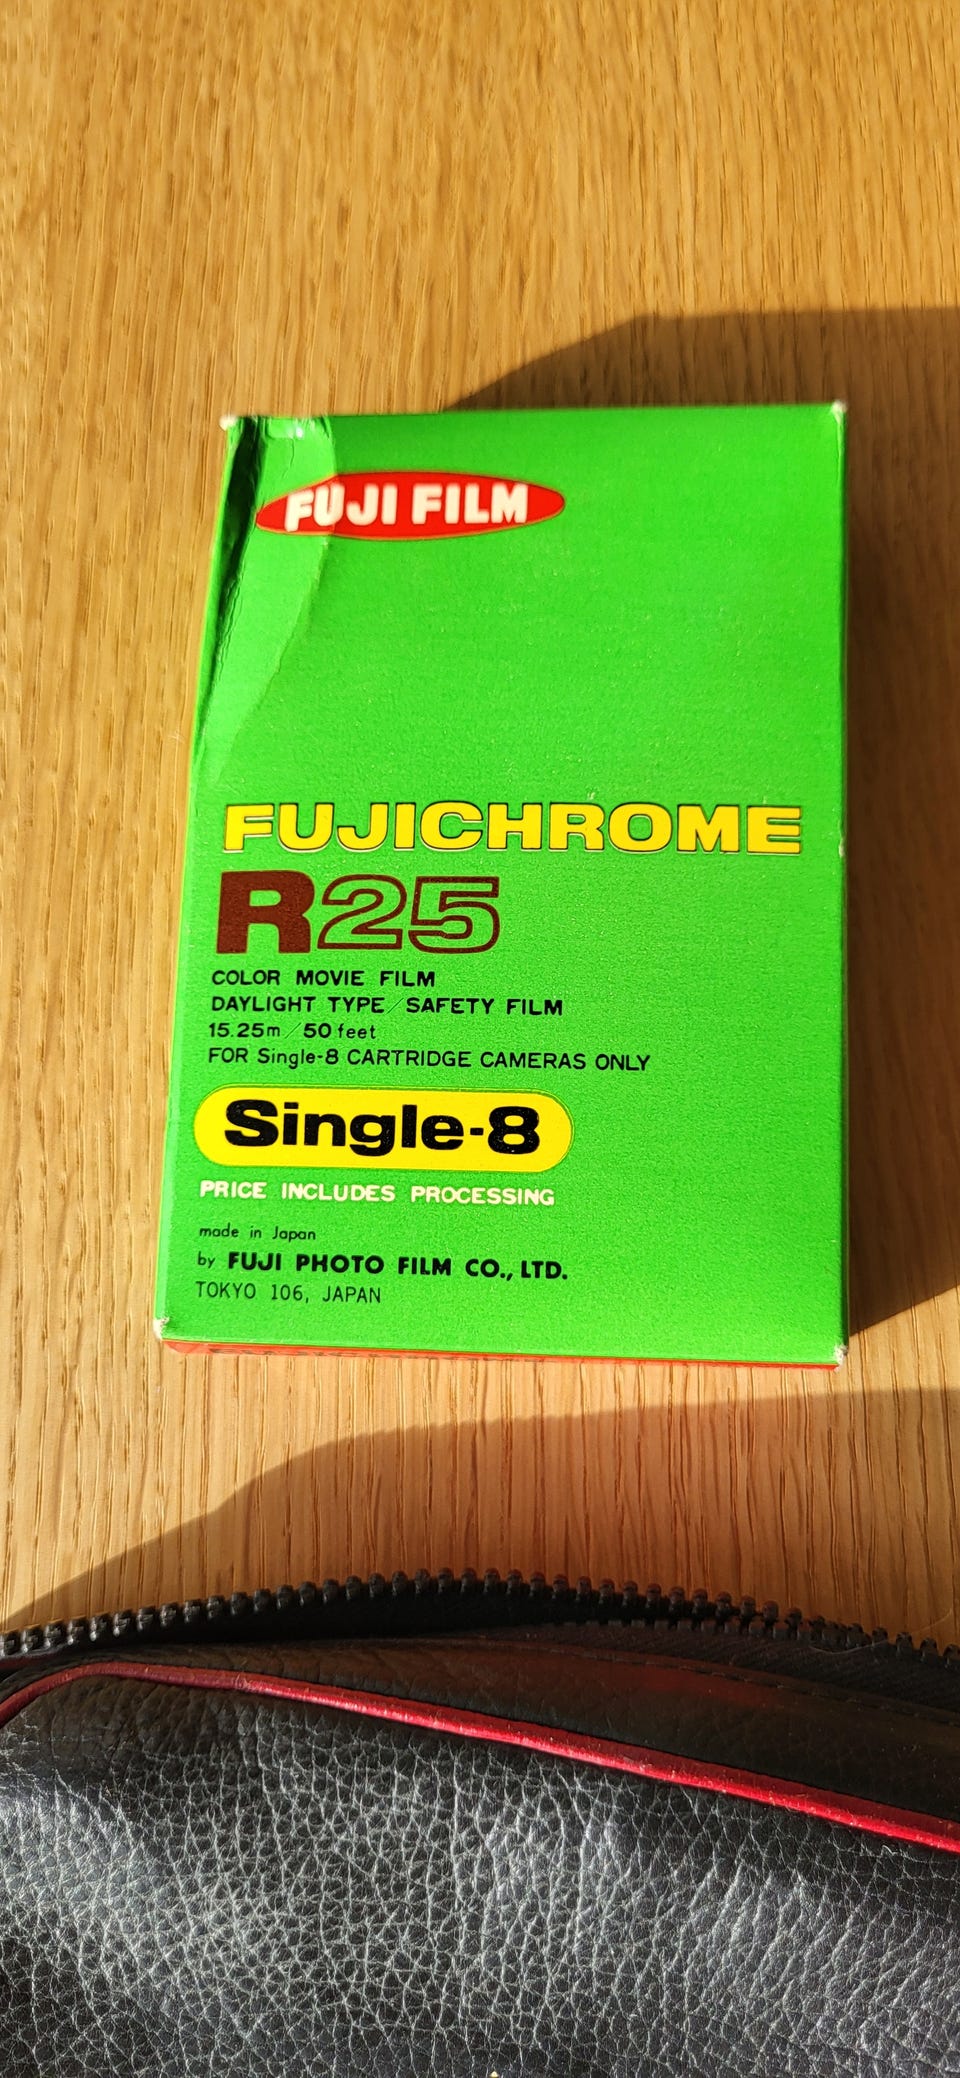 FUJI FILM
FUJICHROME
R25
COLOR MOVIE FILM
DAYLIGHT TYPE/SAFETY FILM
15.25m/50 feet
FOR Single-8 CARTRIDGE CAMERAS ONLY
Single-8
PRICE INCLUDES PROCESSING
made in Japan
by FUJI PHOTO FILM CO., LTD.
TOKYO 106, JAPAN